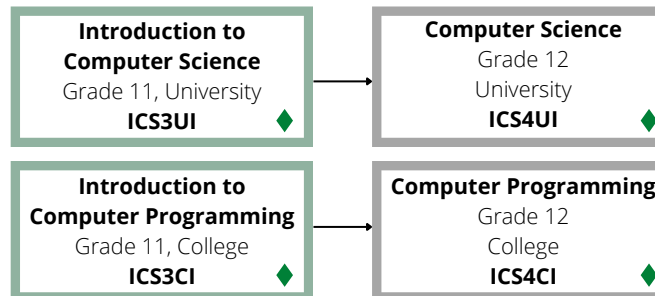 Introduction to
Computer Science
Grade 11, University
ICS3UI
Computer Science
Grade 12
University
ICS4UI
Introduction to
Computer Programming
Grade 11, College
ICS3CI
Computer Programming
Grade 12
College
ICS4CI